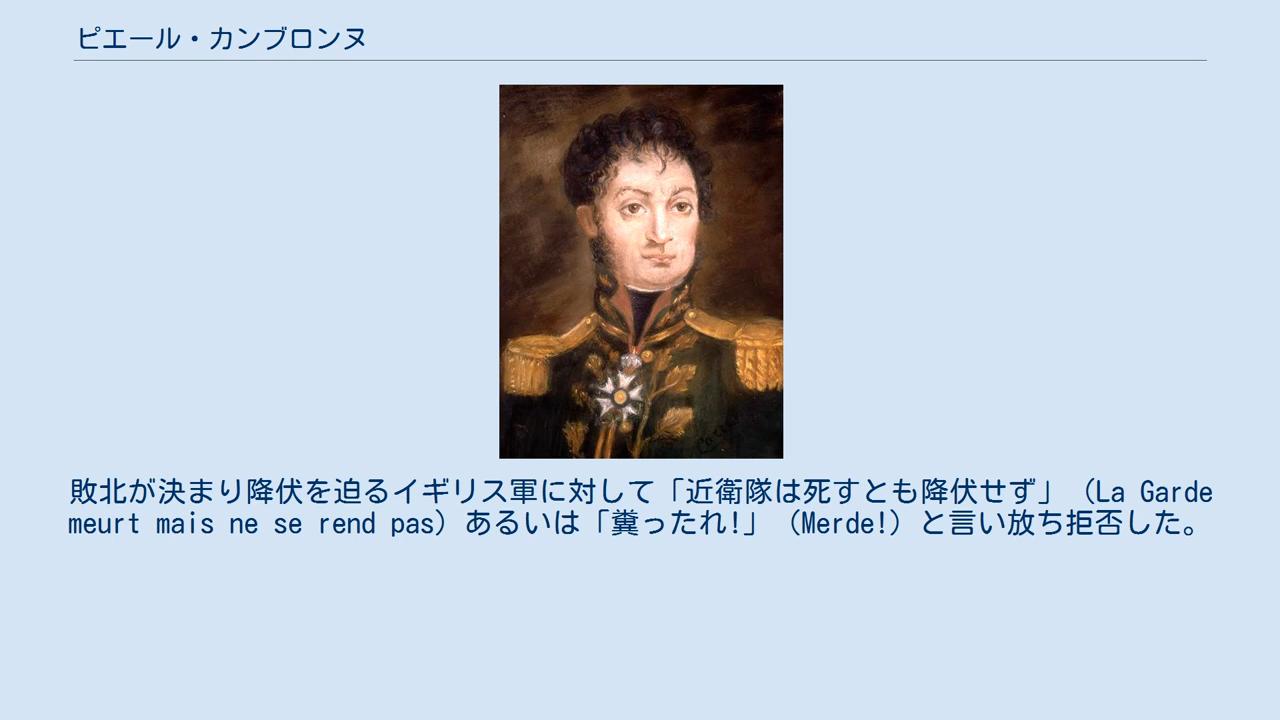 ピエール・カンブロンヌ
敗北が決まり降伏を迫るイギリス軍に対して「近衛隊は死すとも降伏せず」（La Garde
meurt mais ne se rend pas）あるいは「糞ったれ!」（Merde!）と言い放ち拒否した。